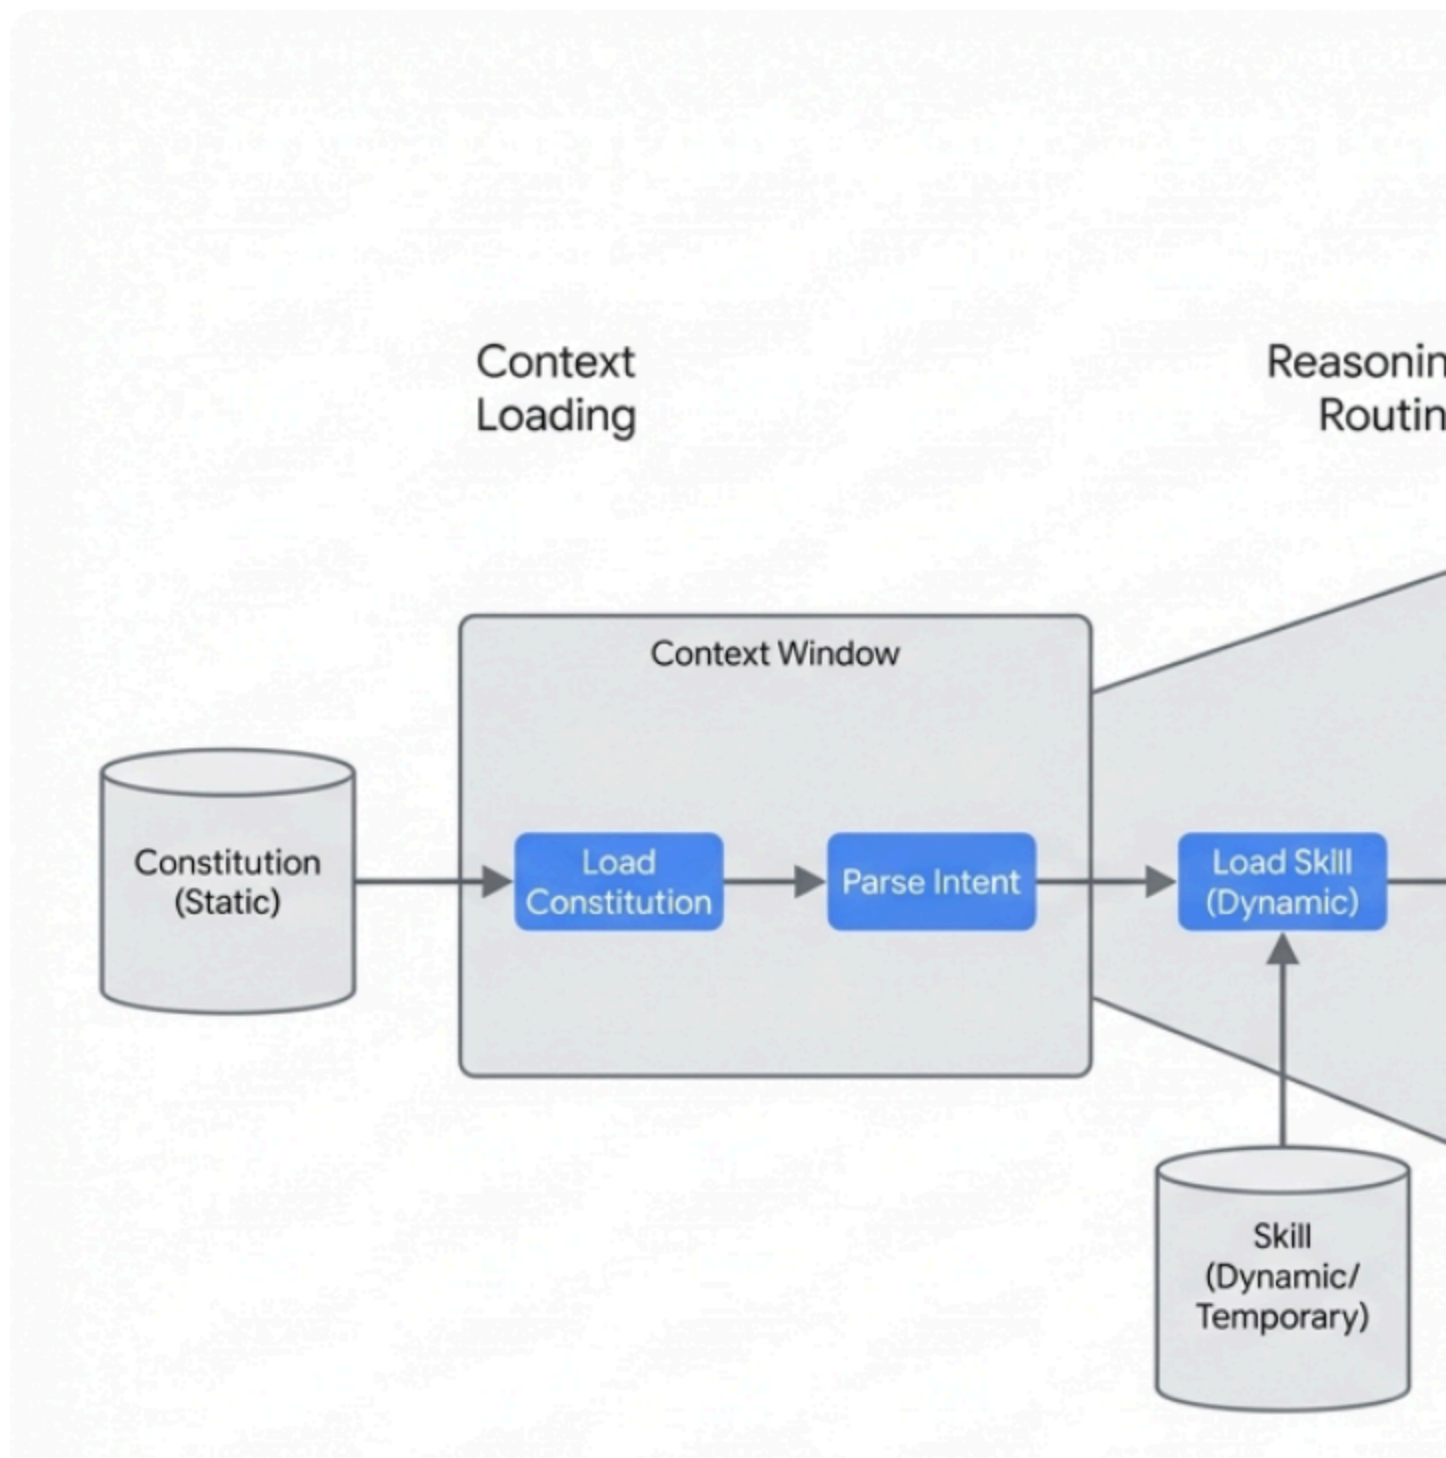 Context
Loading
Reasonin
Routin
Context Window
Constitution
(Static)
Load
Constitution
Parse Intent
Load Skill
(Dynamic)
Skill
(Dynamic/
Temporary)